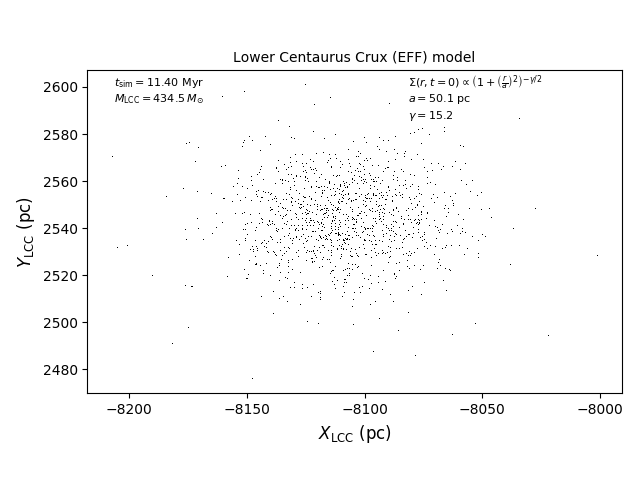 Lower Centaurus Crux (EFF) model
t_sim = 11.40 Myr
M_LCC = 434.5 M_⊙
Σ(r, t = 0) ∝ (1 + (r/a)²)^(−γ/2)
a = 50.1 pc
γ = 15.2
2600
2580
2560
2540
2520
2500
2480
Y_LCC (pc)
−8200 −8150 −8100 −8050 −8000
X_LCC (pc)